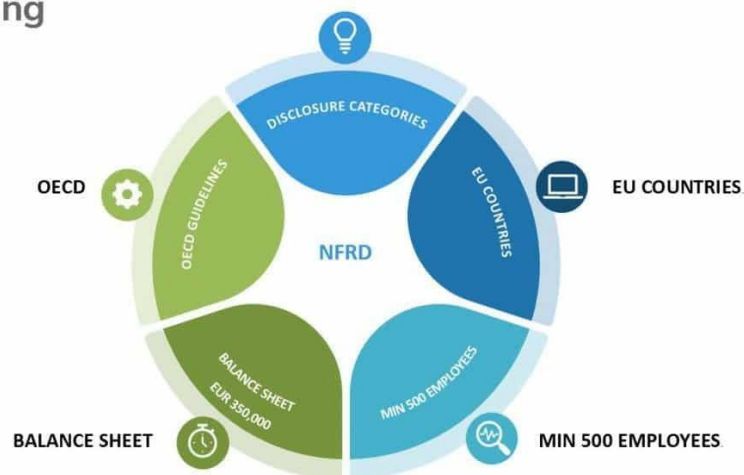 ng
DISCLOSURE CATEGORIES
OECD
OECD GUIDELINES
EU COUNTRIES
EU COUNTRIES
NFRD
BALANCE SHEET
EUR 350,000
MIN 500 EMPLOYEES
BALANCE SHEET
MIN 500 EMPLOYEES